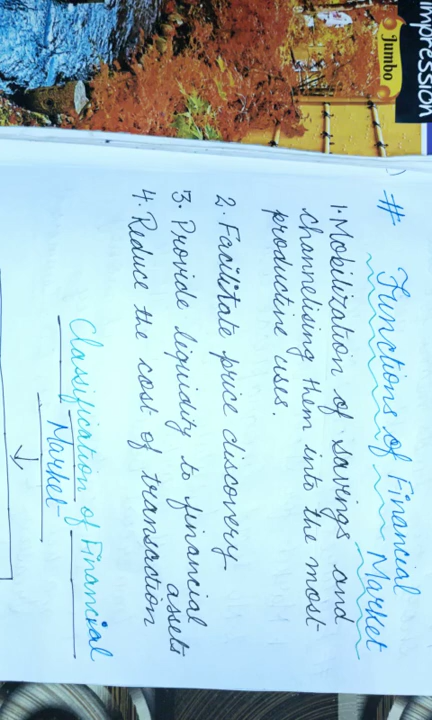 Impression
Jumbo
# Functions of Financial
Market
1. Mobilization of savings and
channelising them into the most
productive uses.
2. Facilitate price discovery
3. Provide liquidity to financial
assets
4. Reduce the cost of transaction
Classification of Financial
Market